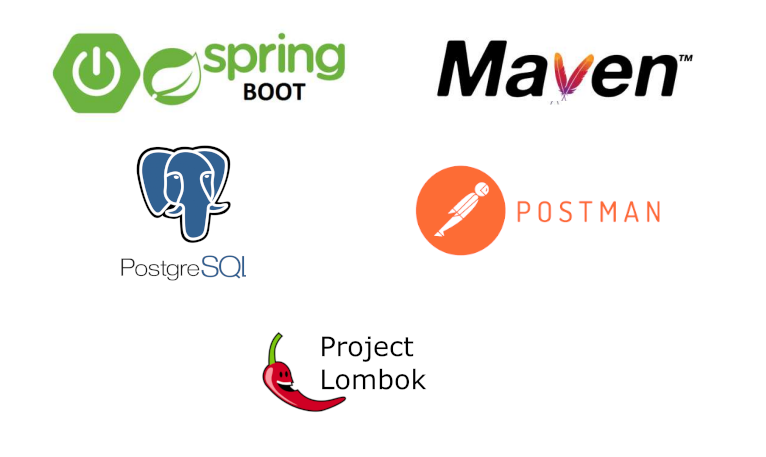 spring
BOOT
Maven™
PostgreSQL
POSTMAN
Project
Lombok